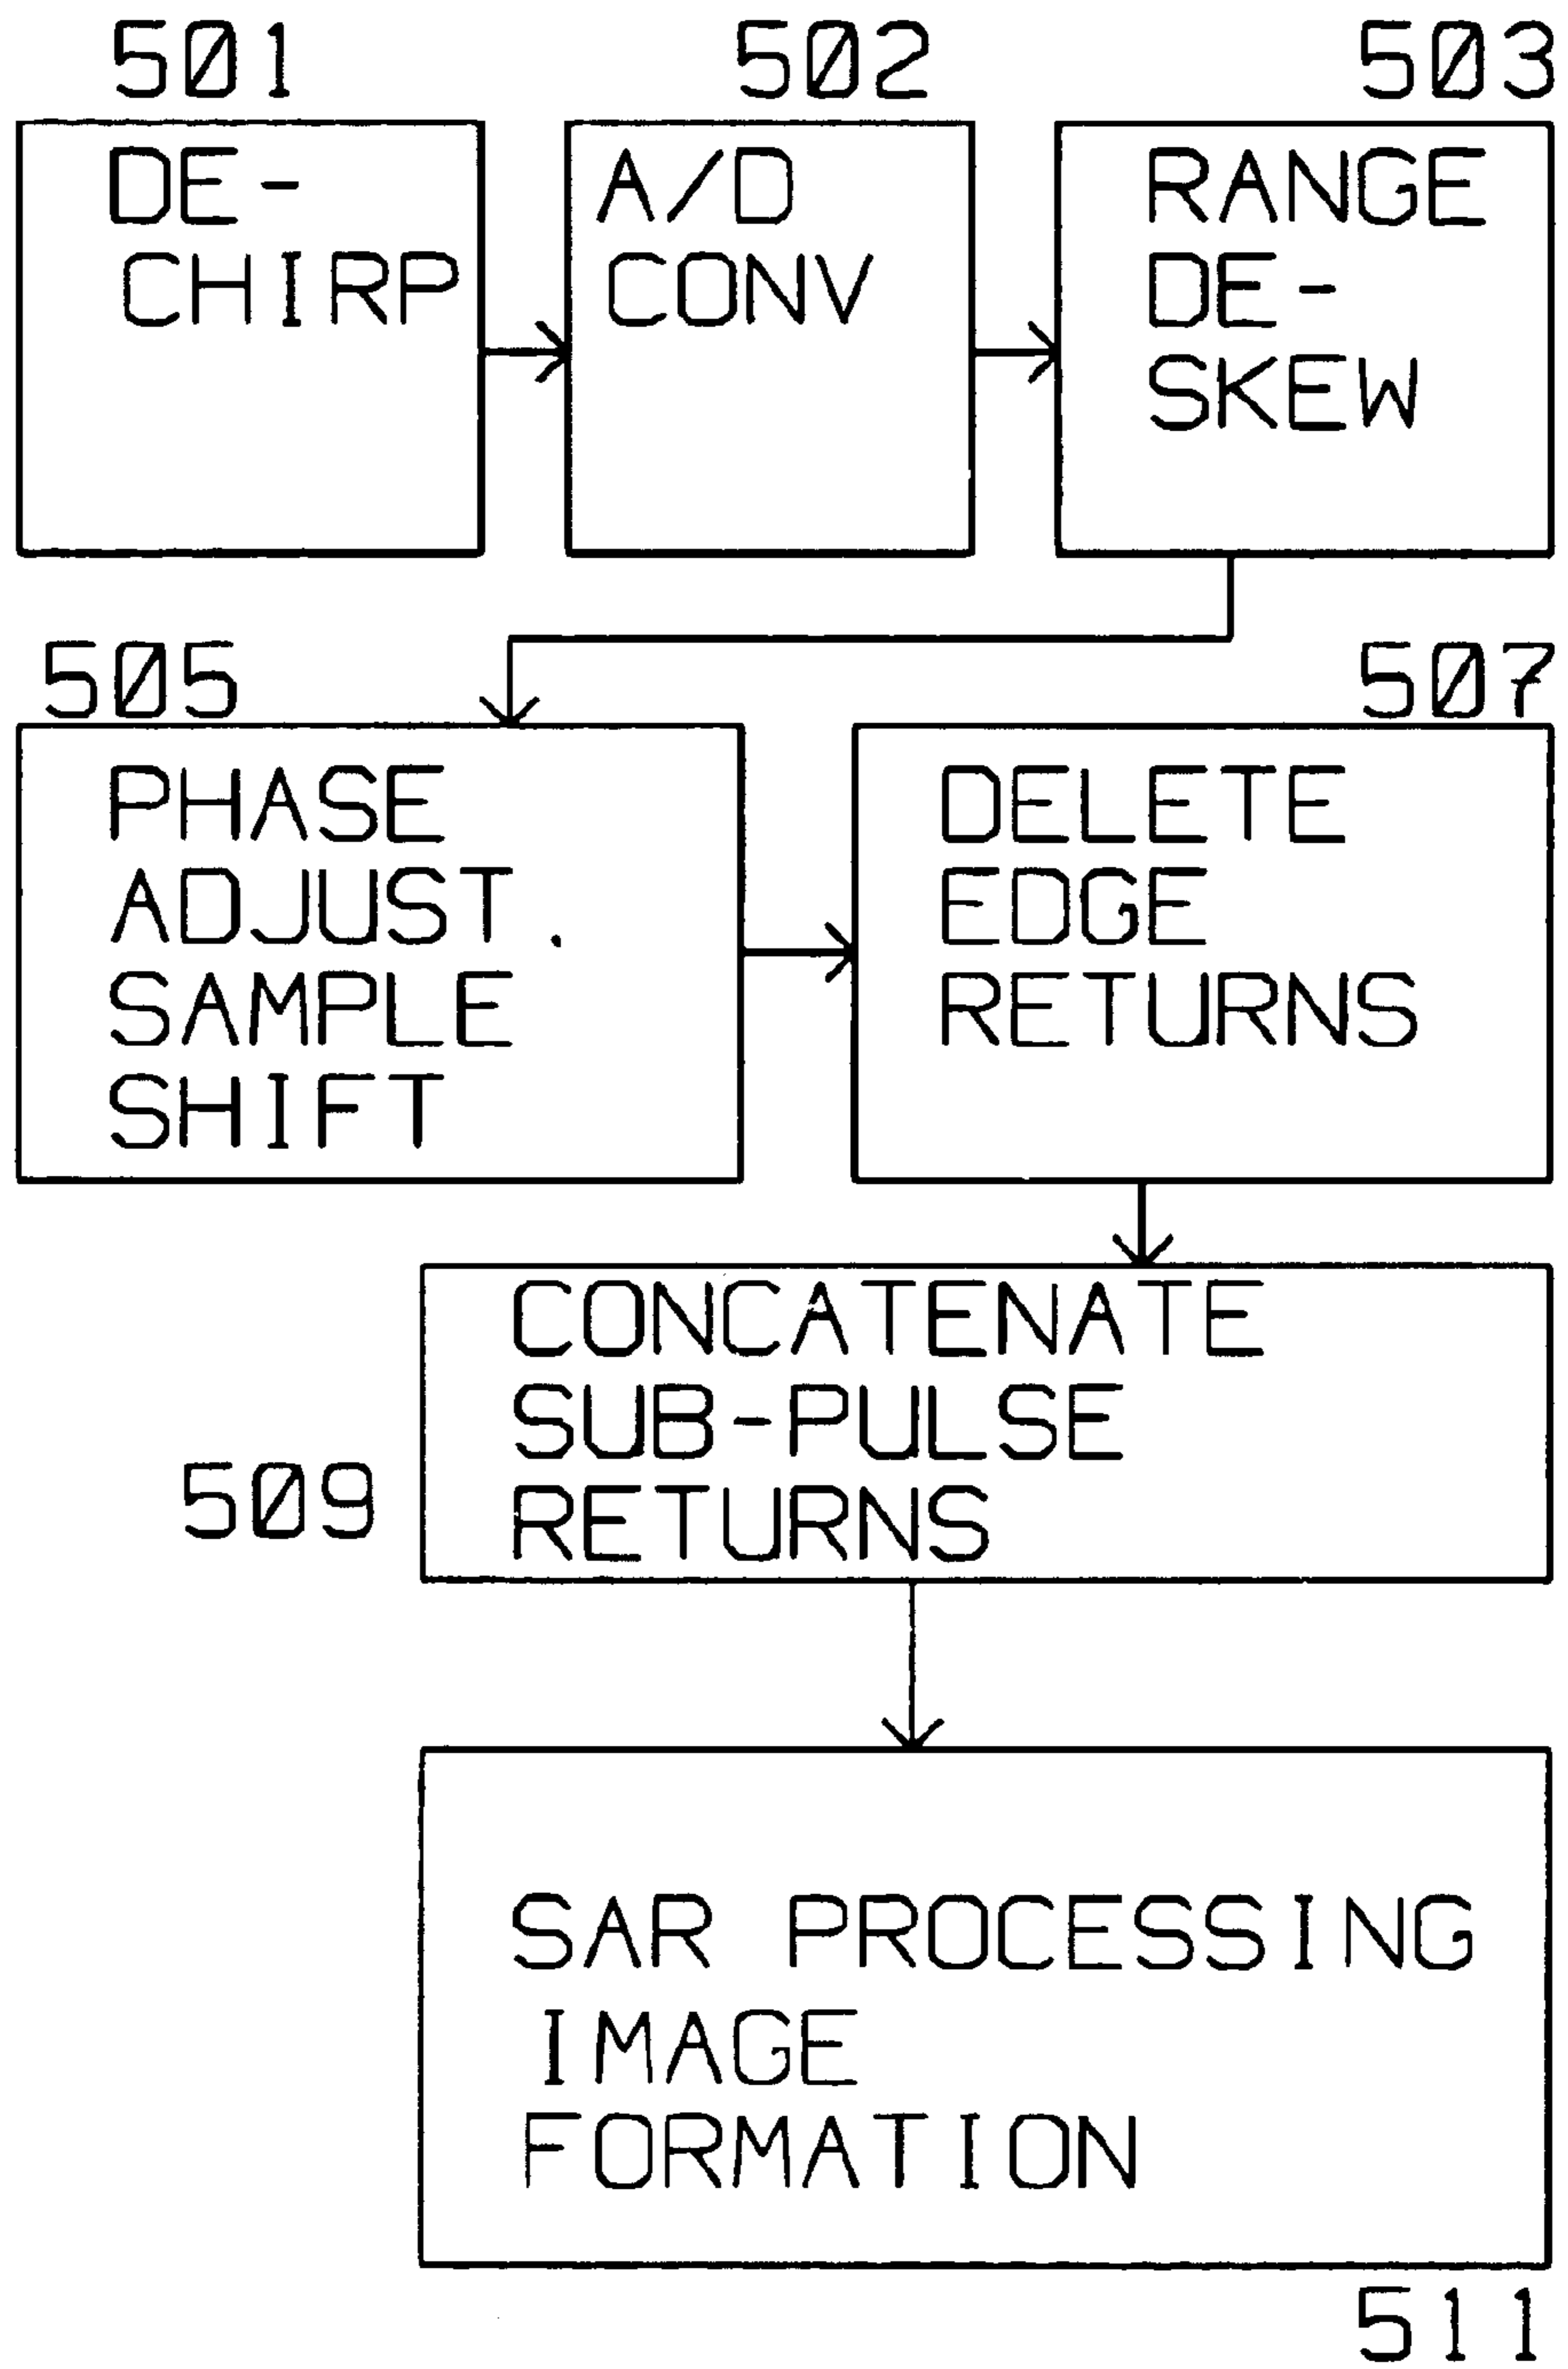 501
DE-
CHIRP
502
A/D
CONV
503
RANGE
DE-
SKEW
505
PHASE
ADJUST.
SAMPLE
SHIFT
507
DELETE
EDGE
RETURNS
509
CONCATENATE
SUB-PULSE
RETURNS
SAR PROCESSING
IMAGE
FORMATION
511